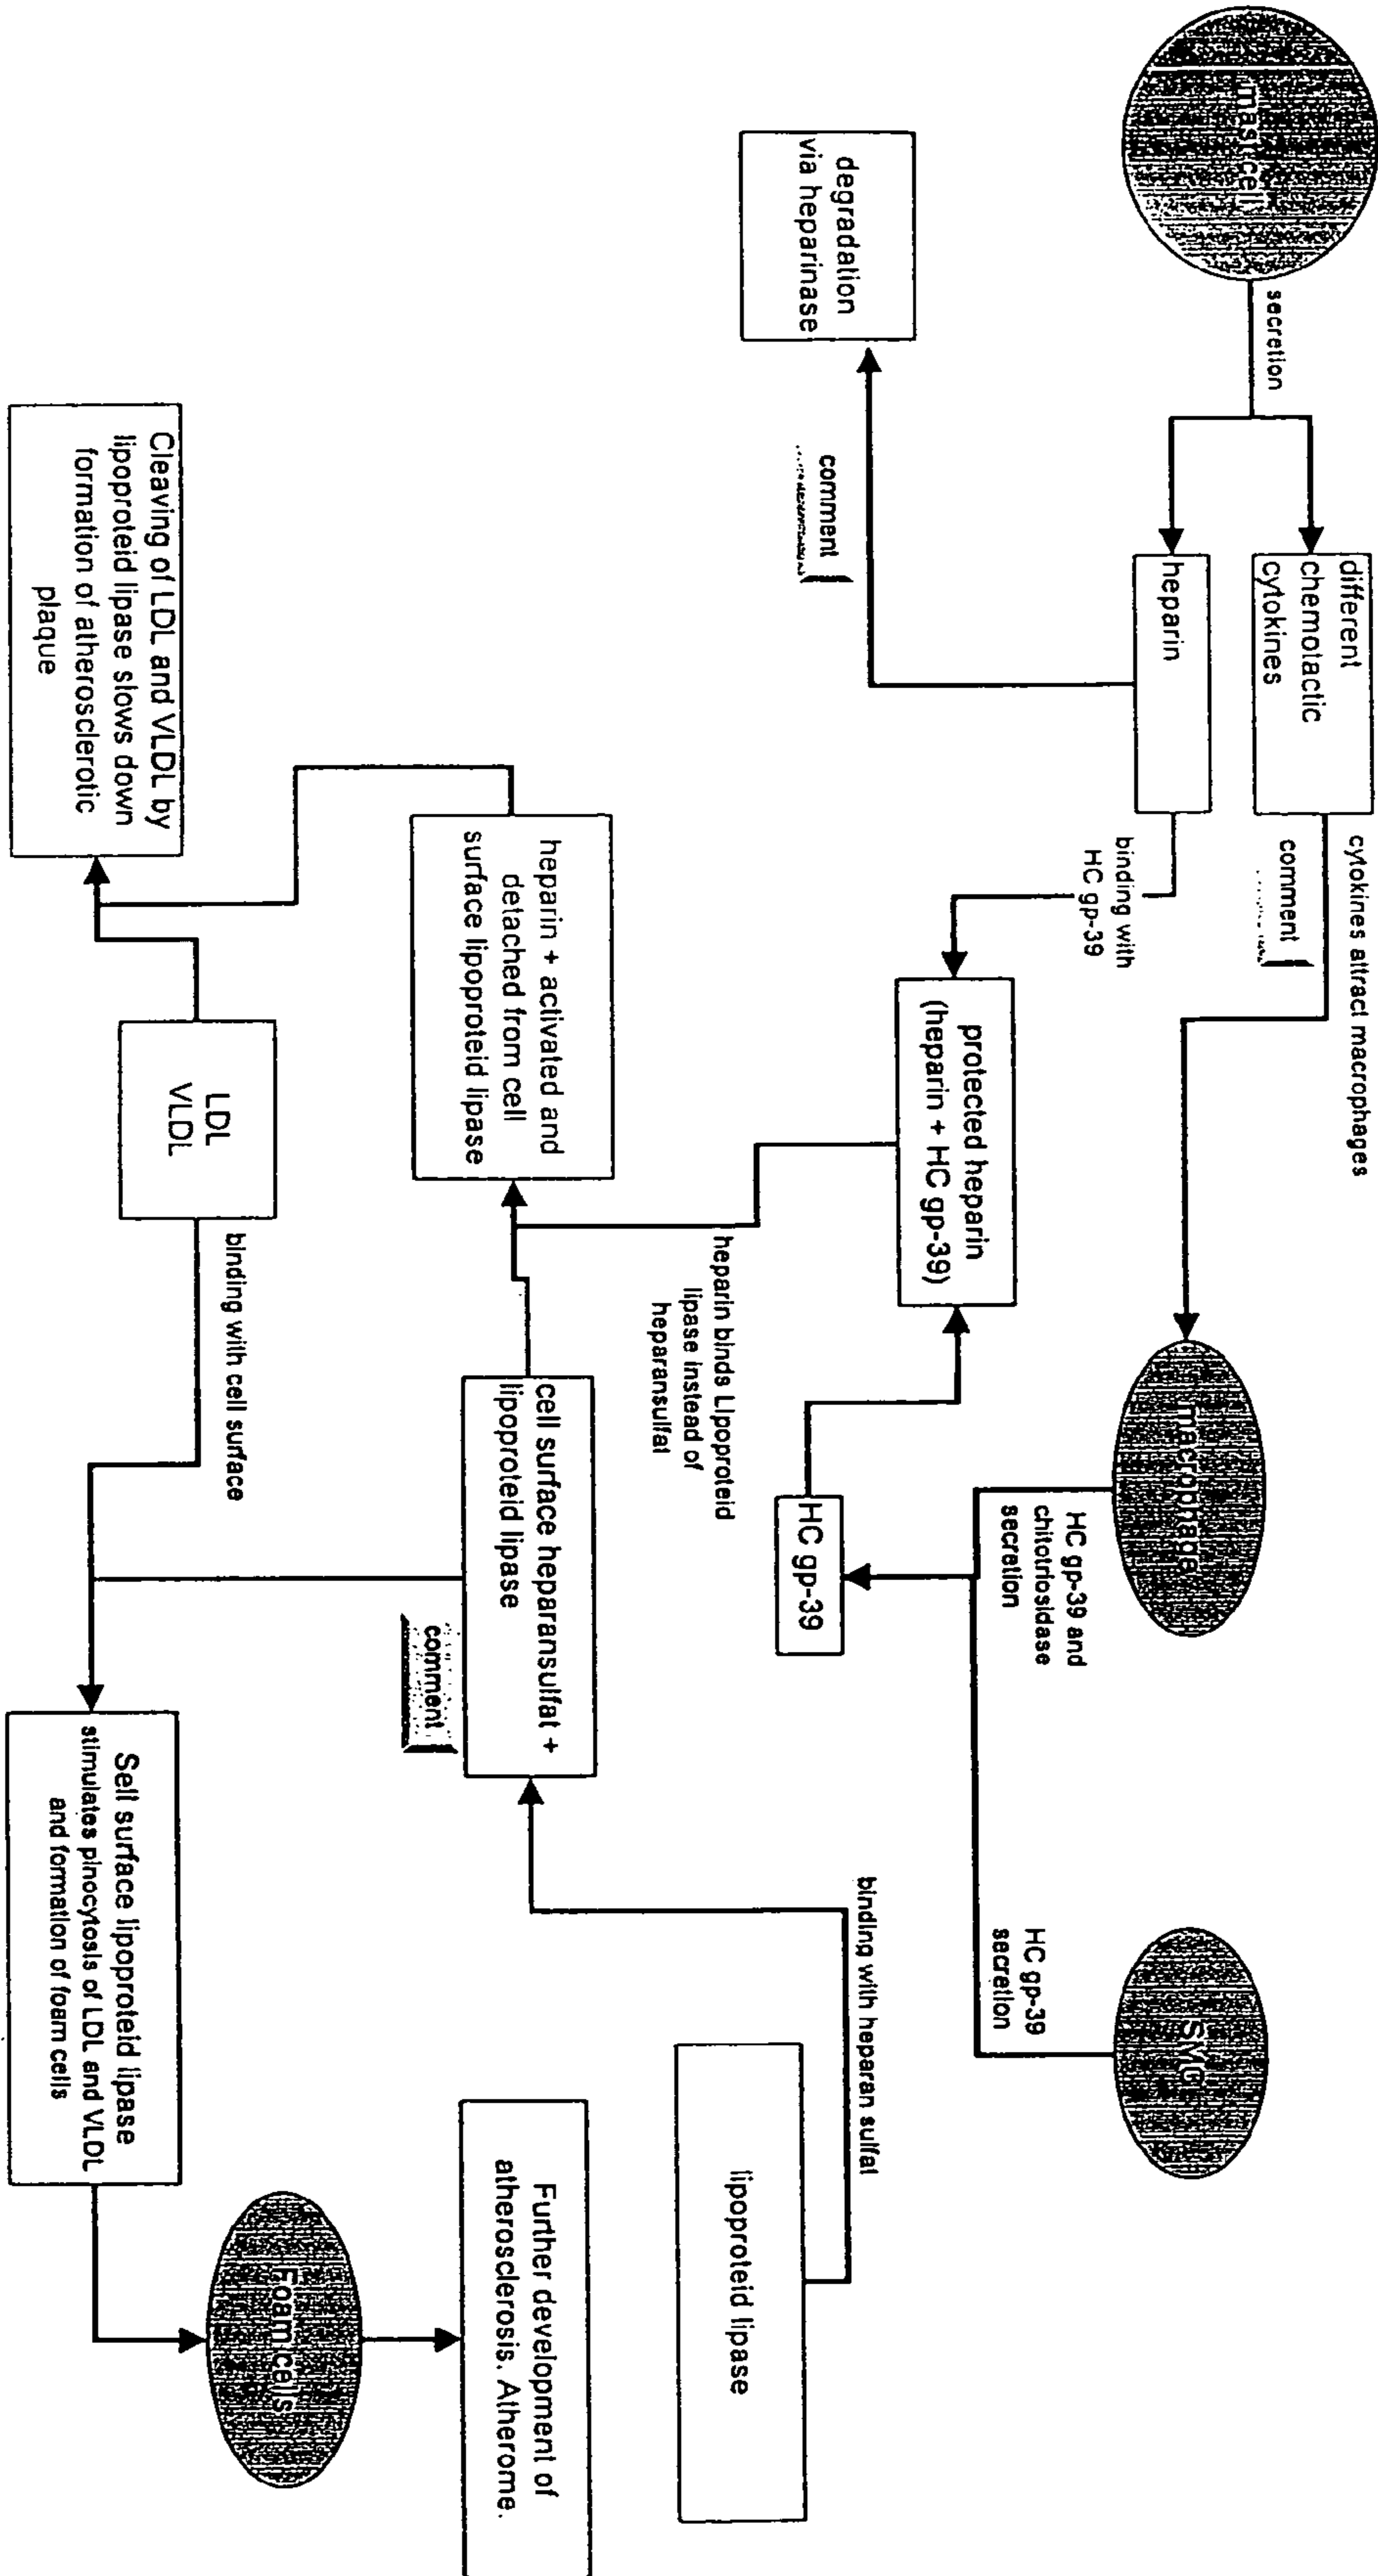 mast cell
secretion
different
chemotactic
cytokines
heparin
cytokines attract macrophages
comment
macrophage
SMC
degradation
via heparinase
comment
binding with
HC gp-39
protected heparin
(heparin + HC gp-39)
HC gp-39 and
chitotriosidase
secretion
HC gp-39
secretion
HC gp-39
heparin binds Lipoproteid
lipase instead of
heparansulfat
binding with heparan sulfat
lipoproteid lipase
heparin + activated and
detached from cell
surface lipoproteid lipase
cell surface heparansulfat +
lipoproteid lipase
comment
Further development of
atherosclerosis. Atherome.
LDL
VLDL
binding with cell surface
Foam cells
Cleaving of LDL and VLDL by
lipoproteid lipase slows down
formation of atherosclerotic
plaque
Sell surface lipoproteid lipase
stimulates pinocytosis of LDL and VLDL
and formation of foam cells